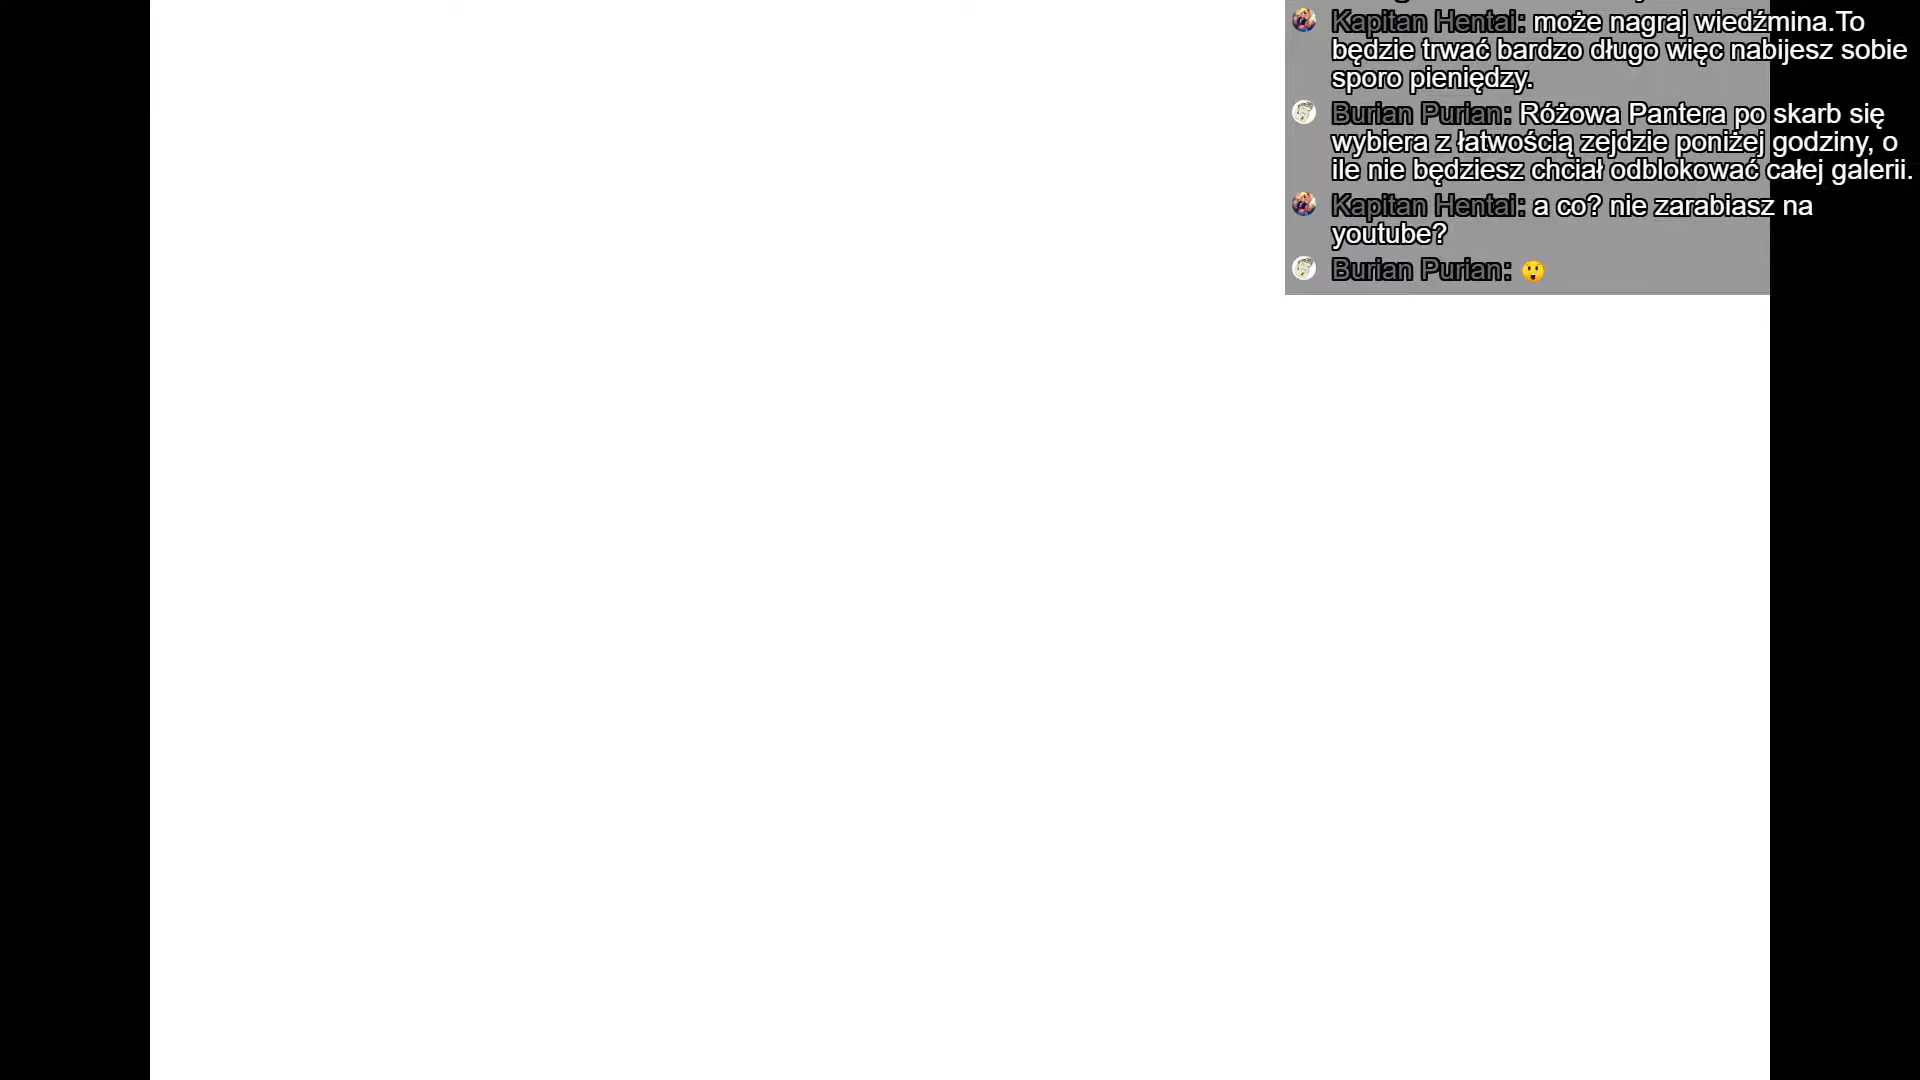 Kapitan Hentai: może nagraj wiedźmina.To
będzie trwać bardzo długo więc nabijesz sobie
sporo pieniędzy.
Burian Purian: Różowa Pantera po skarb się
wybiera z łatwością zejdzie poniżej godziny, o
ile nie będziesz chciał odblokować całej galerii.
Kapitan Hentai: a co? nie zarabiasz na
youtube?
Burian Purian: 😲